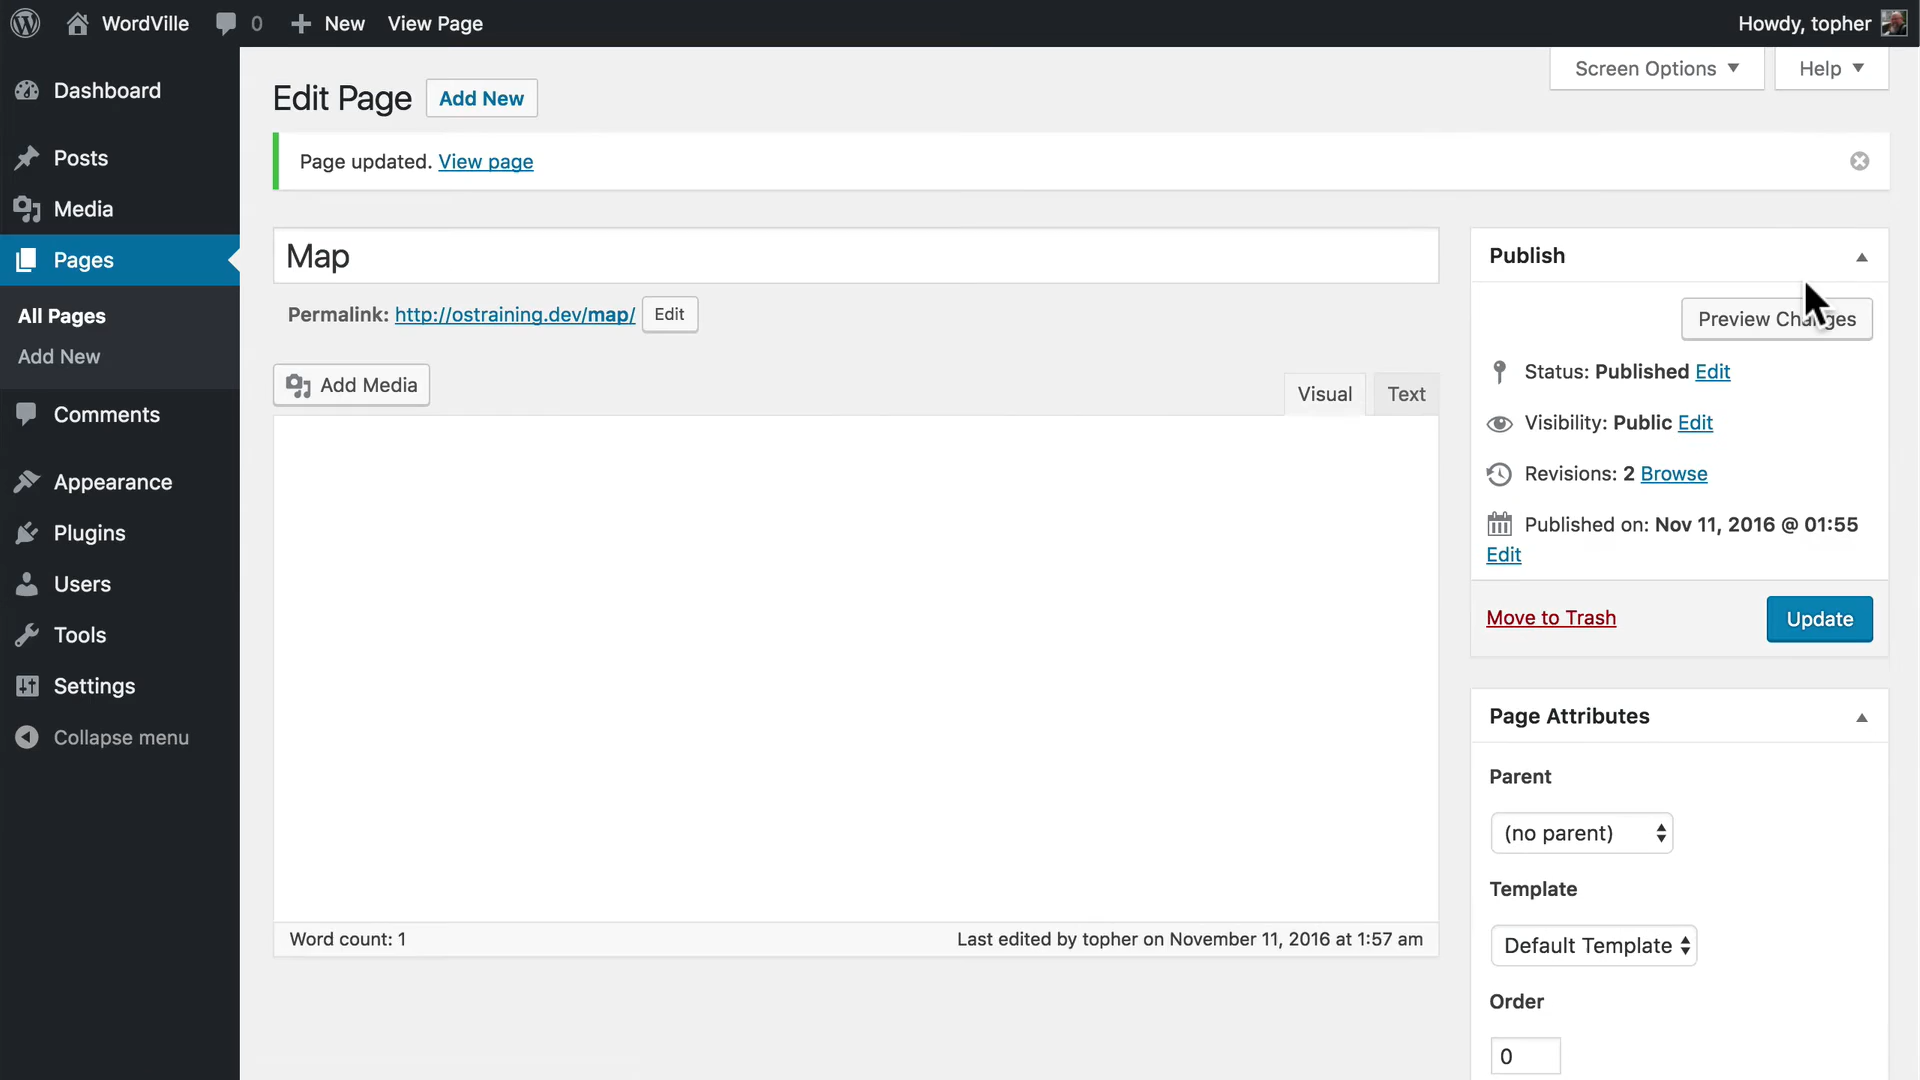 WordVille
0
New
View Page
Howdy, topher
Dashboard
Posts
Media
Pages
All Pages
Add New
Comments
Appearance
Plugins
Users
Tools
Settings
Collapse menu
Screen Options
Help
Edit Page
Add New
Page updated. View page
Map
Permalink: http://ostraining.dev/map/ Edit
Add Media
Visual
Text
Word count: 1
Last edited by topher on November 11, 2016 at 1:57 am
Publish
Preview Changes
Status: Published Edit
Visibility: Public Edit
Revisions: 2 Browse
Published on: Nov 11, 2016 @ 01:55
Edit
Move to Trash
Update
Page Attributes
Parent
(no parent)
Template
Default Template
Order
0